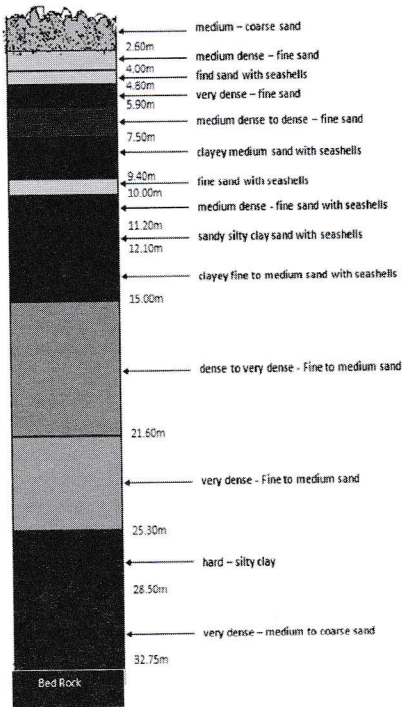 medium – coarse sand
2.60m
medium dense – fine sand
4.00m
find sand with seashells
4.80m
very dense – fine sand
5.90m
medium dense to dense – fine sand
7.50m
clayey medium sand with seashells
9.40m
fine sand with seashells
10.00m
medium dense - fine sand with seashells
11.20m
sandy silty clay sand with seashells
12.10m
clayey fine to medium sand with seashells
15.00m
dense to very dense - Fine to medium sand
21.60m
very dense - Fine to medium sand
25.30m
hard – silty clay
28.50m
very dense – medium to coarse sand
32.75m
Bed Rock